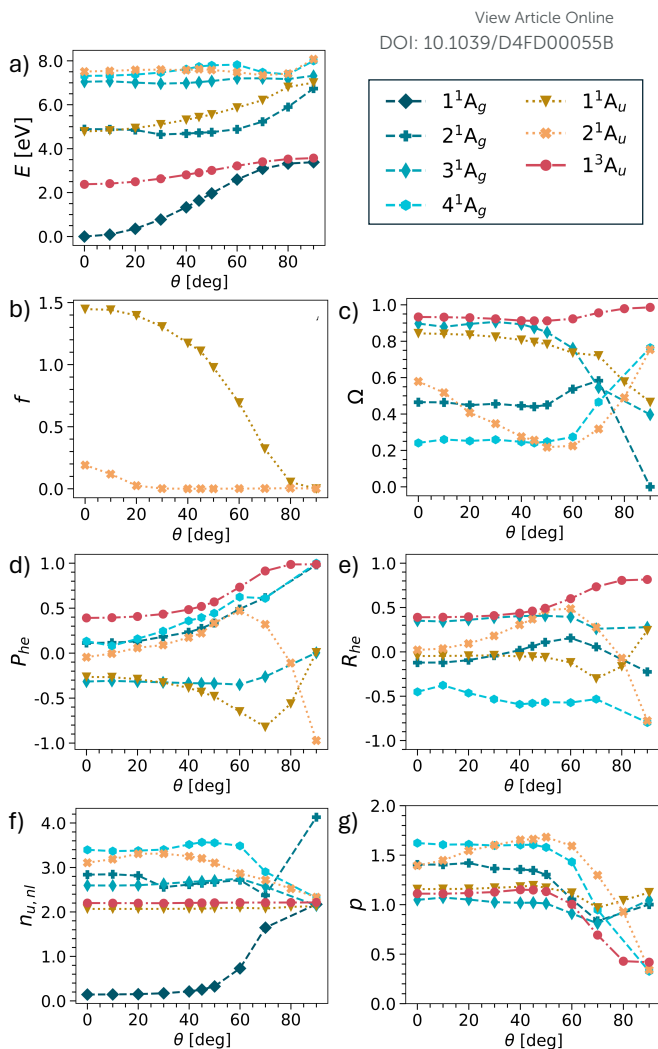 View Article Online
DOI: 10.1039/D4FD00055B
a)
8.0
6.0
4.0
2.0
0.0
E [eV]
0 20 40 60 80
θ [deg]
1¹A_g
2¹A_g
3¹A_g
4¹A_g
1¹A_u
2¹A_u
1³A_u
b)
1.5
1.0
0.5
0.0
f
0 20 40 60 80
θ [deg]
c)
1.0
0.8
0.6
0.4
0.2
0.0
Ω
0 20 40 60 80
θ [deg]
d)
1.0
0.5
0.0
-0.5
-1.0
P_he
0 20 40 60 80
θ [deg]
e)
1.0
0.5
0.0
-0.5
-1.0
R_he
0 20 40 60 80
θ [deg]
f)
4.0
3.0
2.0
1.0
0.0
n_u, nl
0 20 40 60 80
θ [deg]
g)
2.0
1.5
1.0
0.5
0.0
p
0 20 40 60 80
θ [deg]